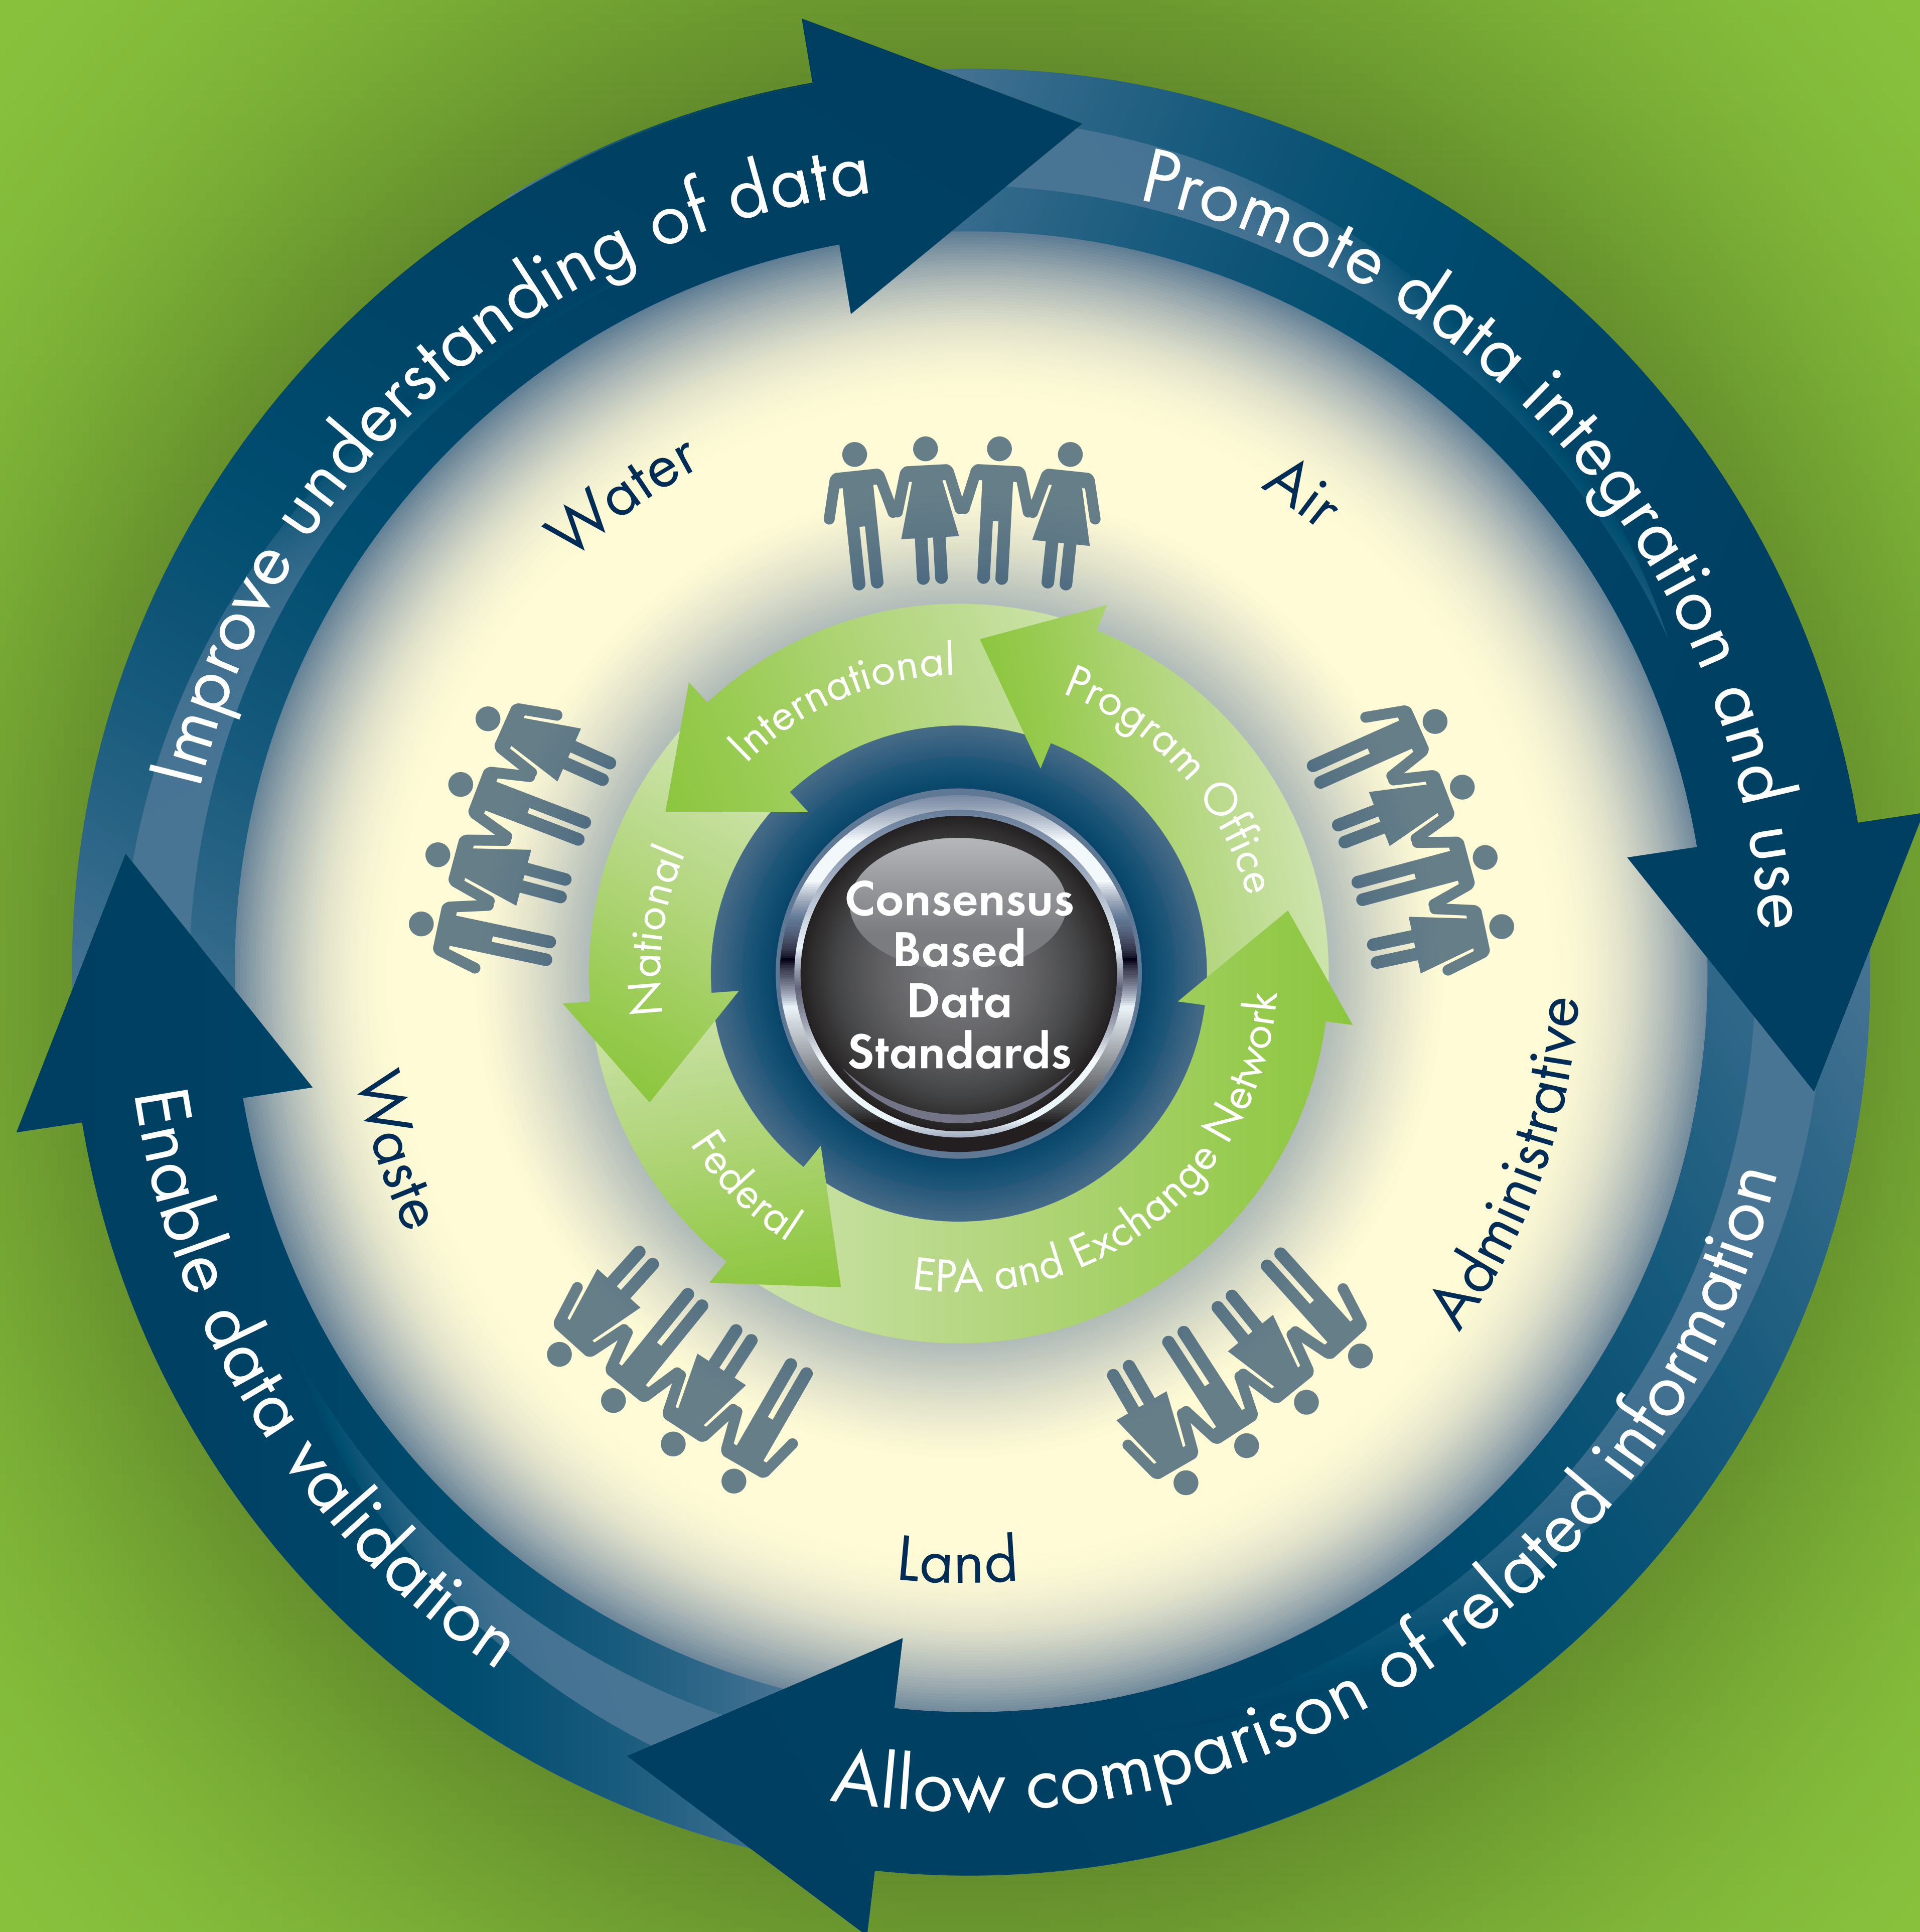 Improve understanding of data
Promote data integration and use
Allow comparison of related information
Enable data validation
Water
Air
Administrative
Land
Waste
International
Program Office
EPA and Exchange Network
Federal
National
Consensus
Based
Data
Standards